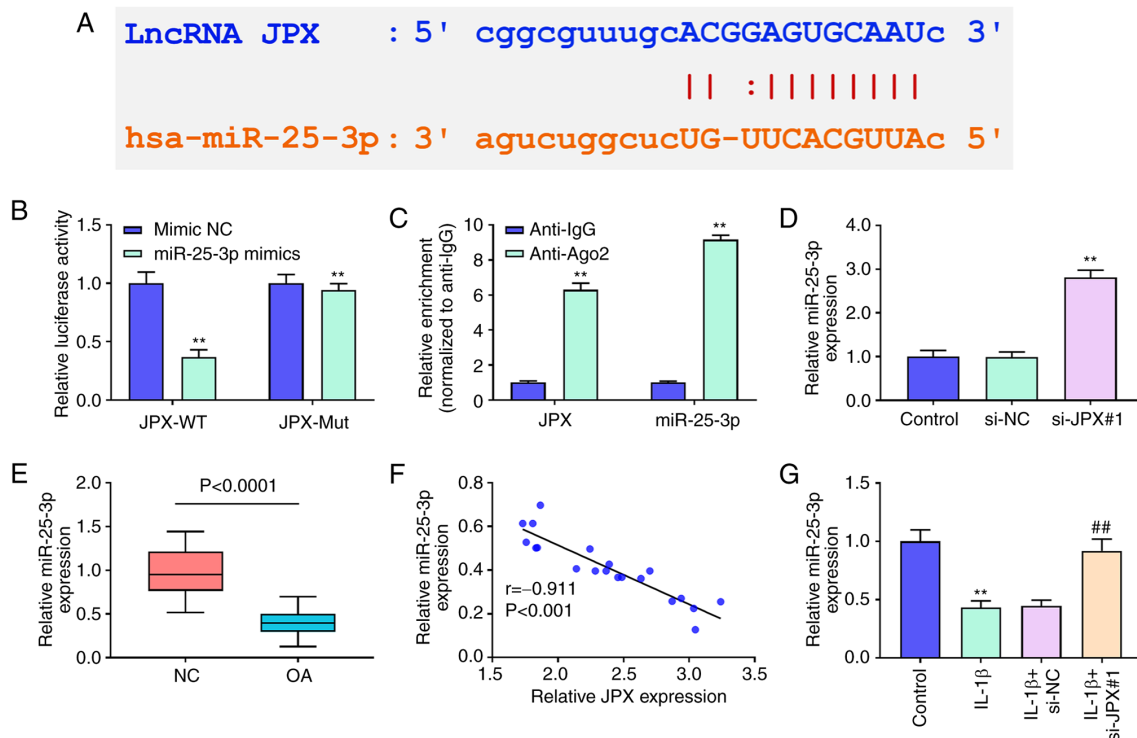 A
LncRNA JPX : 5' cggcguuugcACGGAGUGCAAUc 3'
|| :||||||||
hsa-miR-25-3p: 3' agucuggcucUG-UUCACGUUAc 5'
B
Relative luciferase activity
1.5
1.0
0.5
0.0
Mimic NC
miR-25-3p mimics
**
**
JPX-WT
JPX-Mut
C
Relative enrichment
(normalized to anti-IgG)
10
8
6
4
2
0
Anti-IgG
Anti-Ago2
**
**
JPX
miR-25-3p
D
Relative miR-25-3p
expression
4.0
3.0
2.0
1.0
0.0
**
Control
si-NC
si-JPX#1
E
Relative miR-25-3p
expression
2.0
1.5
1.0
0.5
0.0
P<0.0001
NC
OA
F
Relative miR-25-3p
expression
0.8
0.6
0.4
0.2
0.0
r=−0.911
P<0.001
1.5
2.0
2.5
3.0
3.5
Relative JPX expression
G
Relative miR-25-3p
expression
1.5
1.0
0.5
0.0
**
##
Control
IL-1β
IL-1β+
si-NC
IL-1β+
si-JPX#1